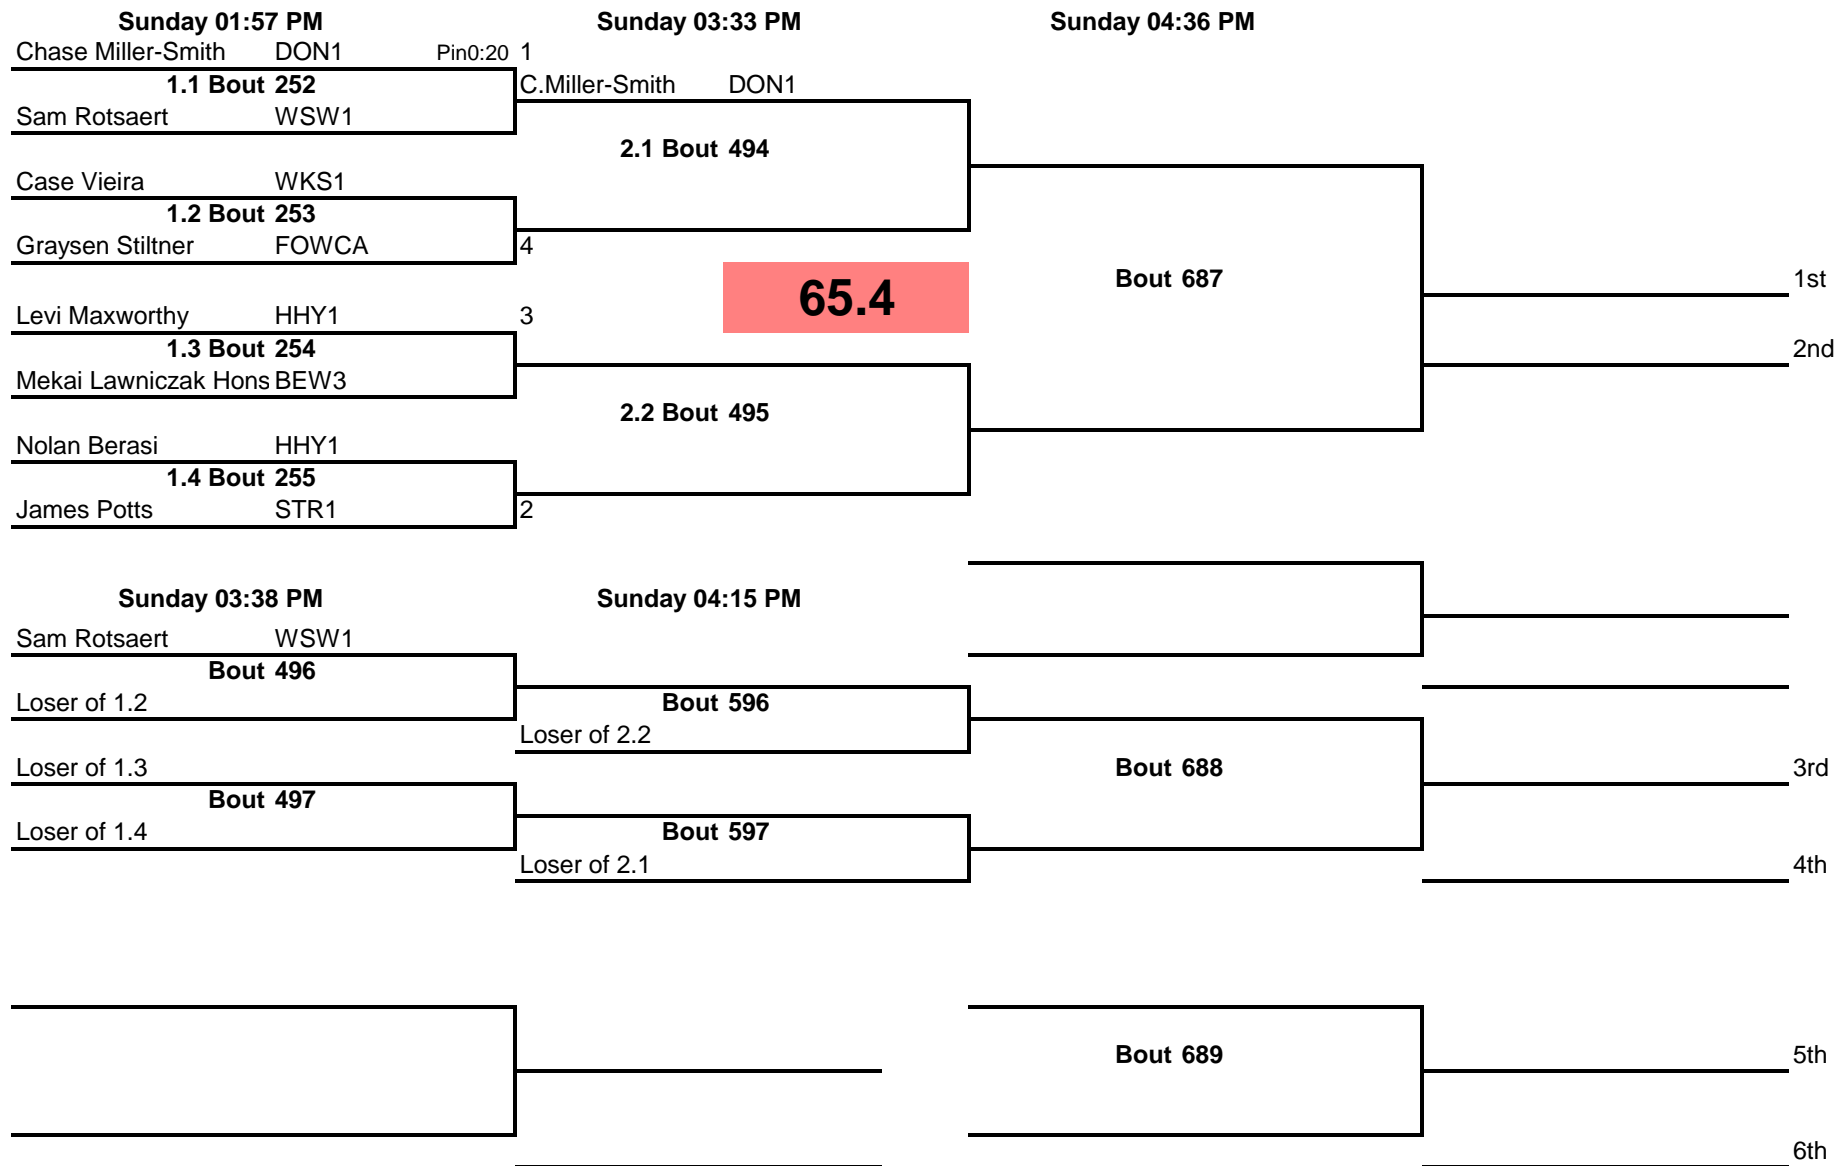 Sunday 01:57 PM Sunday 03:33 PM Sunday 04:36 PM
Chase Miller-Smith DON1 Pin0:20 1
1.1 Bout 252 C.Miller-Smith DON1
Sam Rotsaert WSW1
2.1 Bout 494
Case Vieira WKS1
1.2 Bout 253
Graysen Stiltner FOWCA 4
65.4 Bout 687 1st
Levi Maxworthy HHY1 3
1.3 Bout 254 2nd
Mekai Lawniczak Hons BEW3
2.2 Bout 495
Nolan Berasi HHY1
1.4 Bout 255
James Potts STR1 2
Sunday 03:38 PM Sunday 04:15 PM
Sam Rotsaert WSW1
Bout 496
Loser of 1.2 Bout 596
Loser of 2.2
Loser of 1.3 Bout 688 3rd
Bout 497
Loser of 1.4 Bout 597
Loser of 2.1 4th
Bout 689 5th
6th